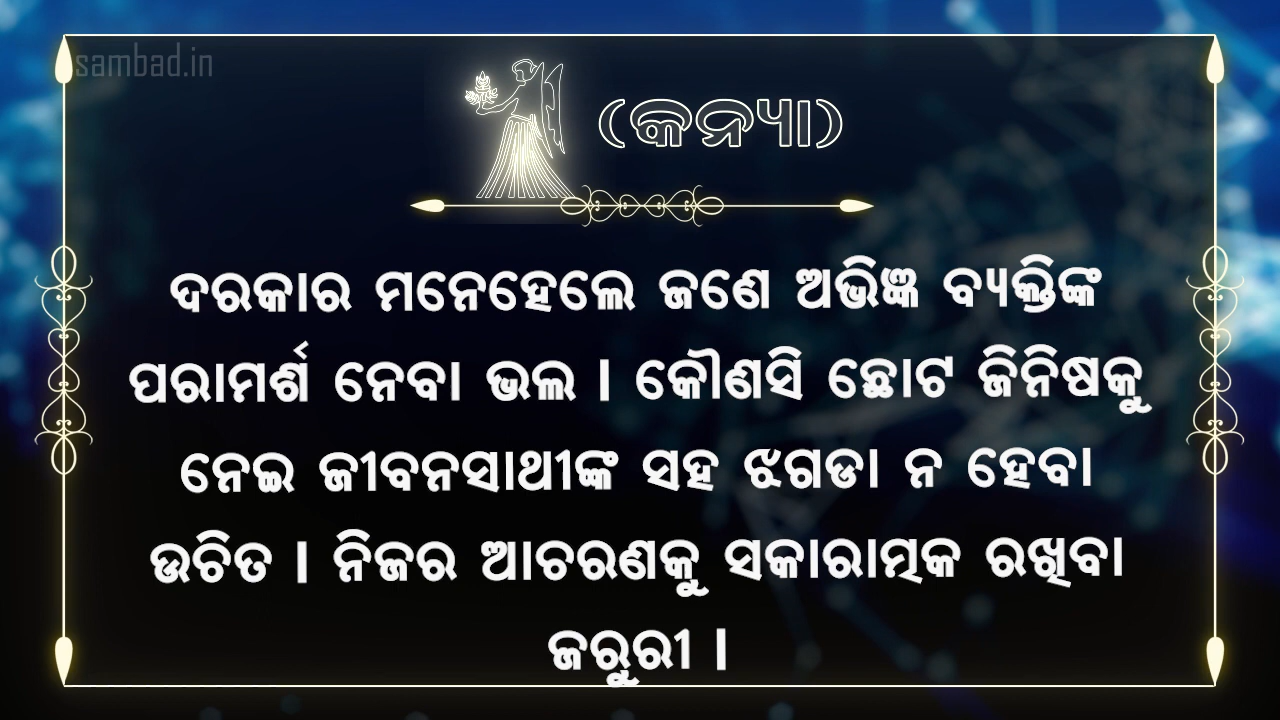 sambad.in
(କନ୍ୟା)
ଦରକାର ମନେହେଲେ ଜଣେ ଅଭିଜ୍ଞ ବ୍ୟକ୍ତିଙ୍କ
ପରାମର୍ଶ ନେବା ଭଲ । କୌଣସି ଛୋଟ ଜିନିଷକୁ
ନେଇ ଜୀବନସାଥୀଙ୍କ ସହ ଝଗଡା ନ ହେବା
ଉଚିତ । ନିଜର ଆଚରଣକୁ ସକାରାତ୍ମକ ରଖିବା
ଜରୁରୀ ।